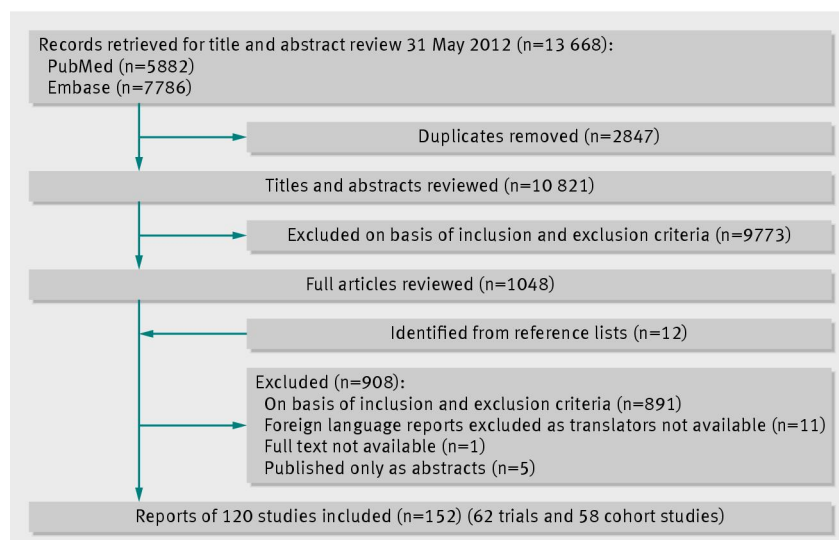 Records retrieved for title and abstract review 31 May 2012 (n=13 668):
PubMed (n=5882)
Embase (n=7786)
Duplicates removed (n=2847)
Titles and abstracts reviewed (n=10 821)
Excluded on basis of inclusion and exclusion criteria (n=9773)
Full articles reviewed (n=1048)
Identified from reference lists (n=12)
Excluded (n=908):
On basis of inclusion and exclusion criteria (n=891)
Foreign language reports excluded as translators not available (n=11)
Full text not available (n=1)
Published only as abstracts (n=5)
Reports of 120 studies included (n=152) (62 trials and 58 cohort studies)